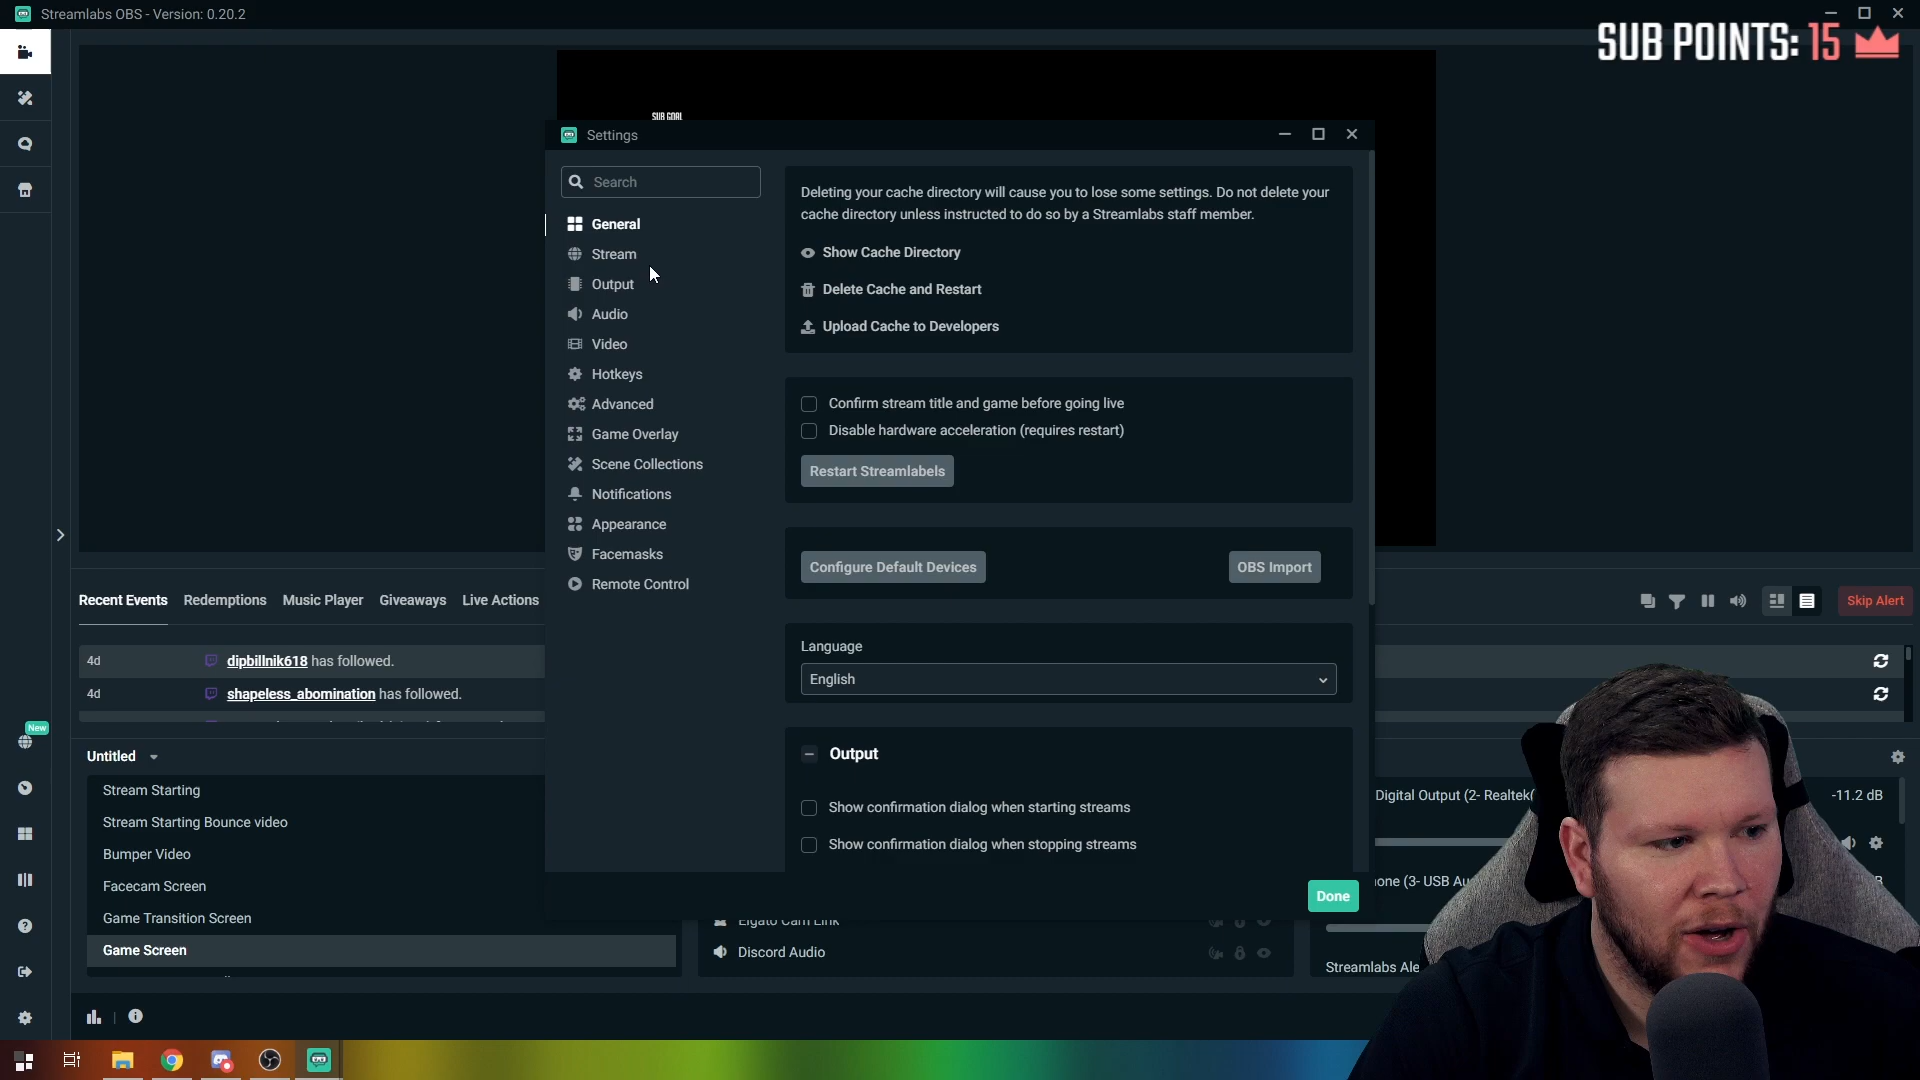 Streamlabs OBS - Version: 0.20.2
SUB POINTS: 15
SUB GOAL
Settings
Search
General
Stream
Output
Audio
Video
Hotkeys
Advanced
Game Overlay
Scene Collections
Notifications
Appearance
Facemasks
Remote Control
Deleting your cache directory will cause you to lose some settings. Do not delete your
cache directory unless instructed to do so by a Streamlabs staff member.
Show Cache Directory
Delete Cache and Restart
Upload Cache to Developers
Confirm stream title and game before going live
Disable hardware acceleration (requires restart)
Restart Streamlabels
Configure Default Devices
OBS Import
Language
English
Output
Show confirmation dialog when starting streams
Show confirmation dialog when stopping streams
Done
Recent Events
Redemptions
Music Player
Giveaways
Live Actions
Skip Alert
4d
dipbillnik618 has followed.
4d
shapeless_abomination has followed.
New
Untitled
Stream Starting
Stream Starting Bounce video
Bumper Video
Facecam Screen
Game Transition Screen
Game Screen
Elgato Cam Link
Discord Audio
Digital Output (2- Realtek(
-11.2 dB
one (3- USB Au
B
Streamlabs Ale